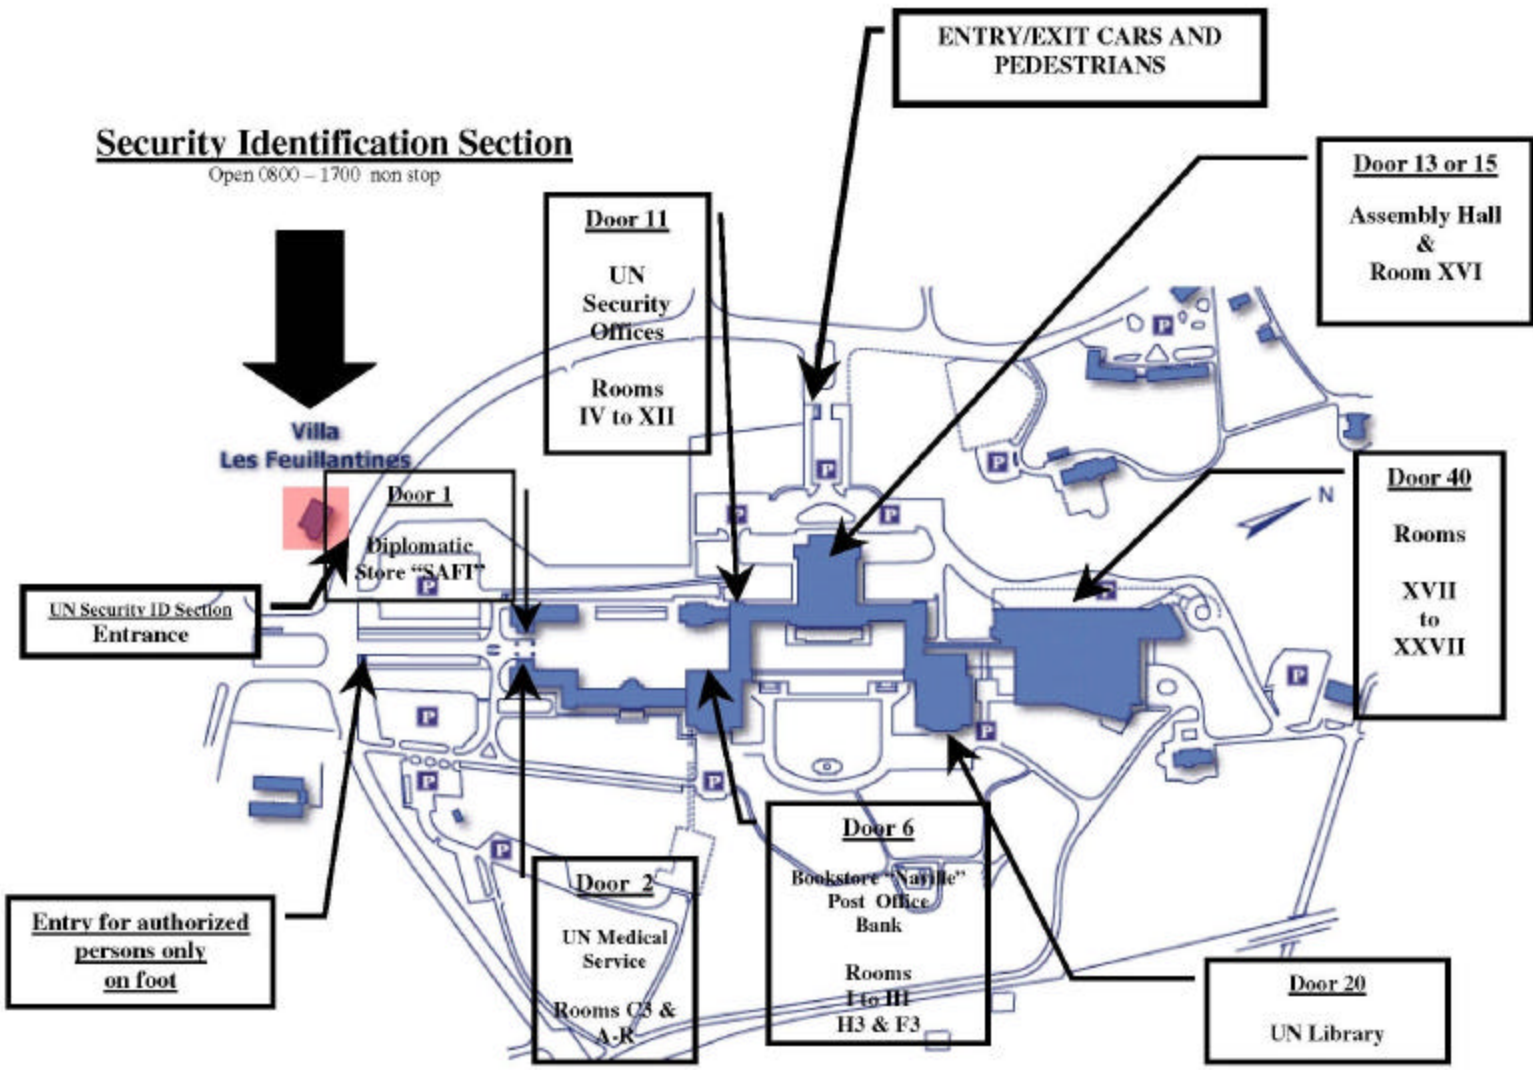 ENTRY/EXIT CARS AND
PEDESTRIANS
Security Identification Section
Open 0800 – 1700 non stop
Door 13 or 15
Assembly Hall
&
Room XVI
Door 11
UN
Security
Offices
Rooms
IV to XII
Villa
Les Feuillantines
Door 1
Diplomatic
Store “SAFI”
Door 40
Rooms
XVII
to
XXVII
N
UN Security ID Section
Entrance
P
P
P
P
P
P
P
P
P
P
P
P
P
P
Entry for authorized
persons only
on foot
Door 2
UN Medical
Service
Rooms C3 &
A-R
Door 6
Bookstore “Naville”
Post Office
Bank
Rooms
I to III
H3 & F3
Door 20
UN Library